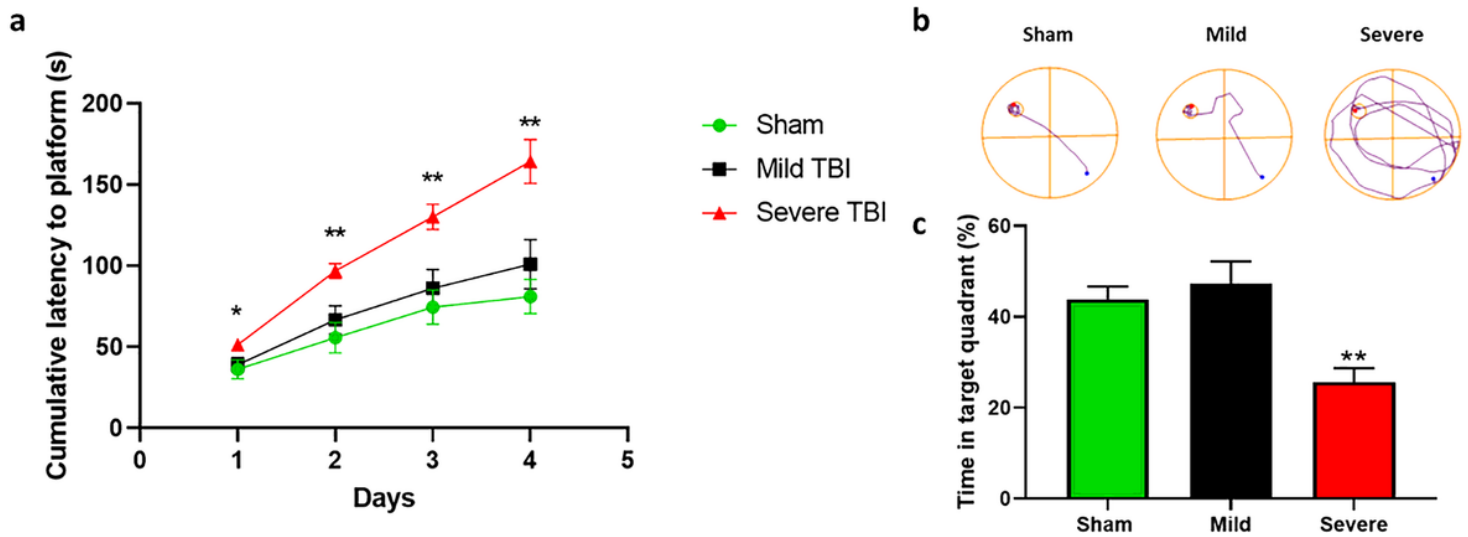 a
Cumulative latency to platform (s)
200
150
100
50
0
*
**
**
**
0
1
2
3
4
5
Days
Sham
Mild TBI
Severe TBI
b
Sham
Mild
Severe
c
Time in target quadrant (%)
60
40
20
0
**
Sham
Mild
Severe